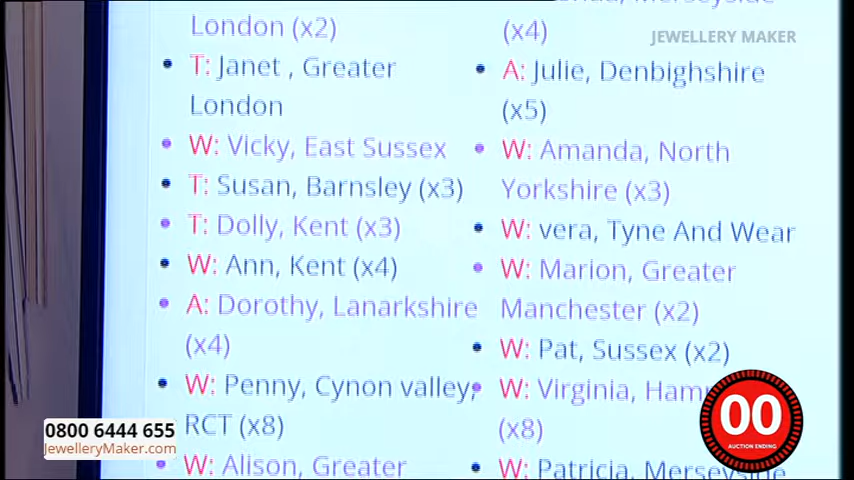 London (x2)
T: Janet , Greater
London
W: Vicky, East Sussex
T: Susan, Barnsley (x3)
T: Dolly, Kent (x3)
W: Ann, Kent (x4)
A: Dorothy, Lanarkshire
(x4)
W: Penny, Cynon valley,
RCT (x8)
W: Alison, Greater
Merseyside
(x4)
A: Julie, Denbighshire
(x5)
W: Amanda, North
Yorkshire (x3)
W: vera, Tyne And Wear
W: Marion, Greater
Manchester (x2)
W: Pat, Sussex (x2)
W: Virginia,
(x8)
W: Patricia, Merseyside
JEWELLERY MAKER
0800 6444 655
JewelleryMaker.com
00
AUCTION ENDING